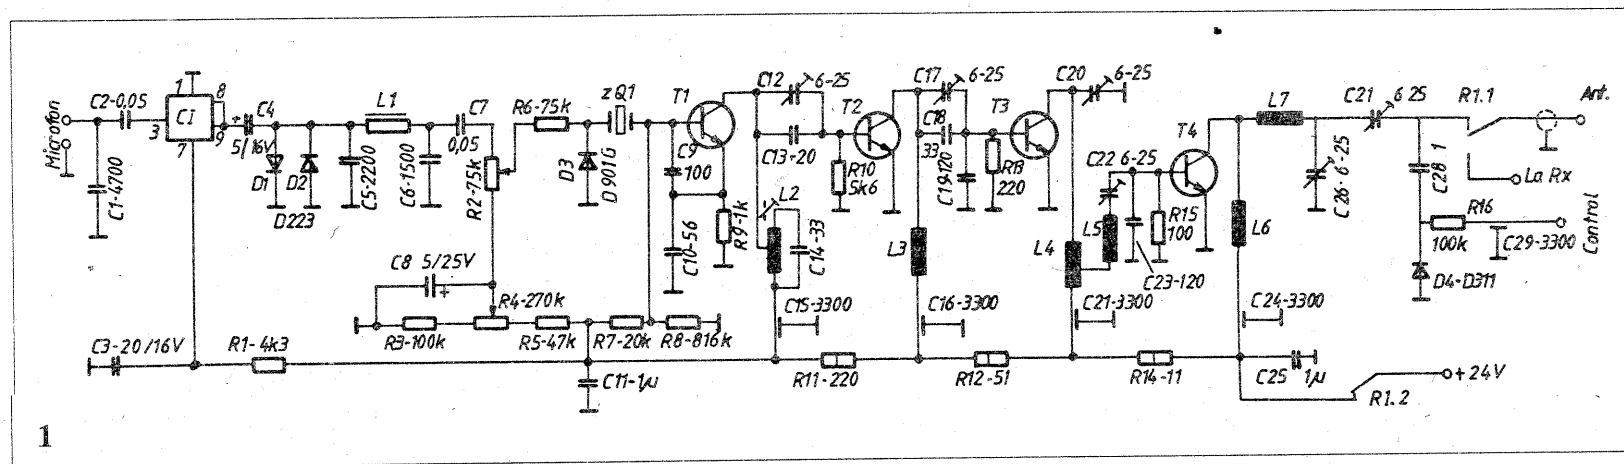 Microfon
C2-0,05
3
C1-4700
1
CI
7
8
9
C4
5/16V
D1
D2
D223
C5-2200
L1
C6-1500
C7
0,05
R2-75k
R6-75k
D3
D901G
zQ1
T1
C9
100
C10-56
R9-1k
C12
6-25
C13-20
L2
C14-33
T2
R10
5k6
C17
6-25
C18
33
C19-120
L3
T3
R13
220
C20
6-25
L4
L5
C22 6-25
C23-120
R15
100
T4
L6
L7
C26-6-25
C21
6 25
C28 1
R1.1
Ant.
La Rx
R16
100k
C29-3300
Control
D4-D311
C8 5/25V
R4-270k
R3-100k
R5-47k
R7-20k
R8-816k
C15-3300
C16-3300
C21-3300
C24-3300
C3-20/16V
R1-4k3
C11-1µ
R11-220
R12-51
R14-11
C25
1µ
R1.2
+24V
1